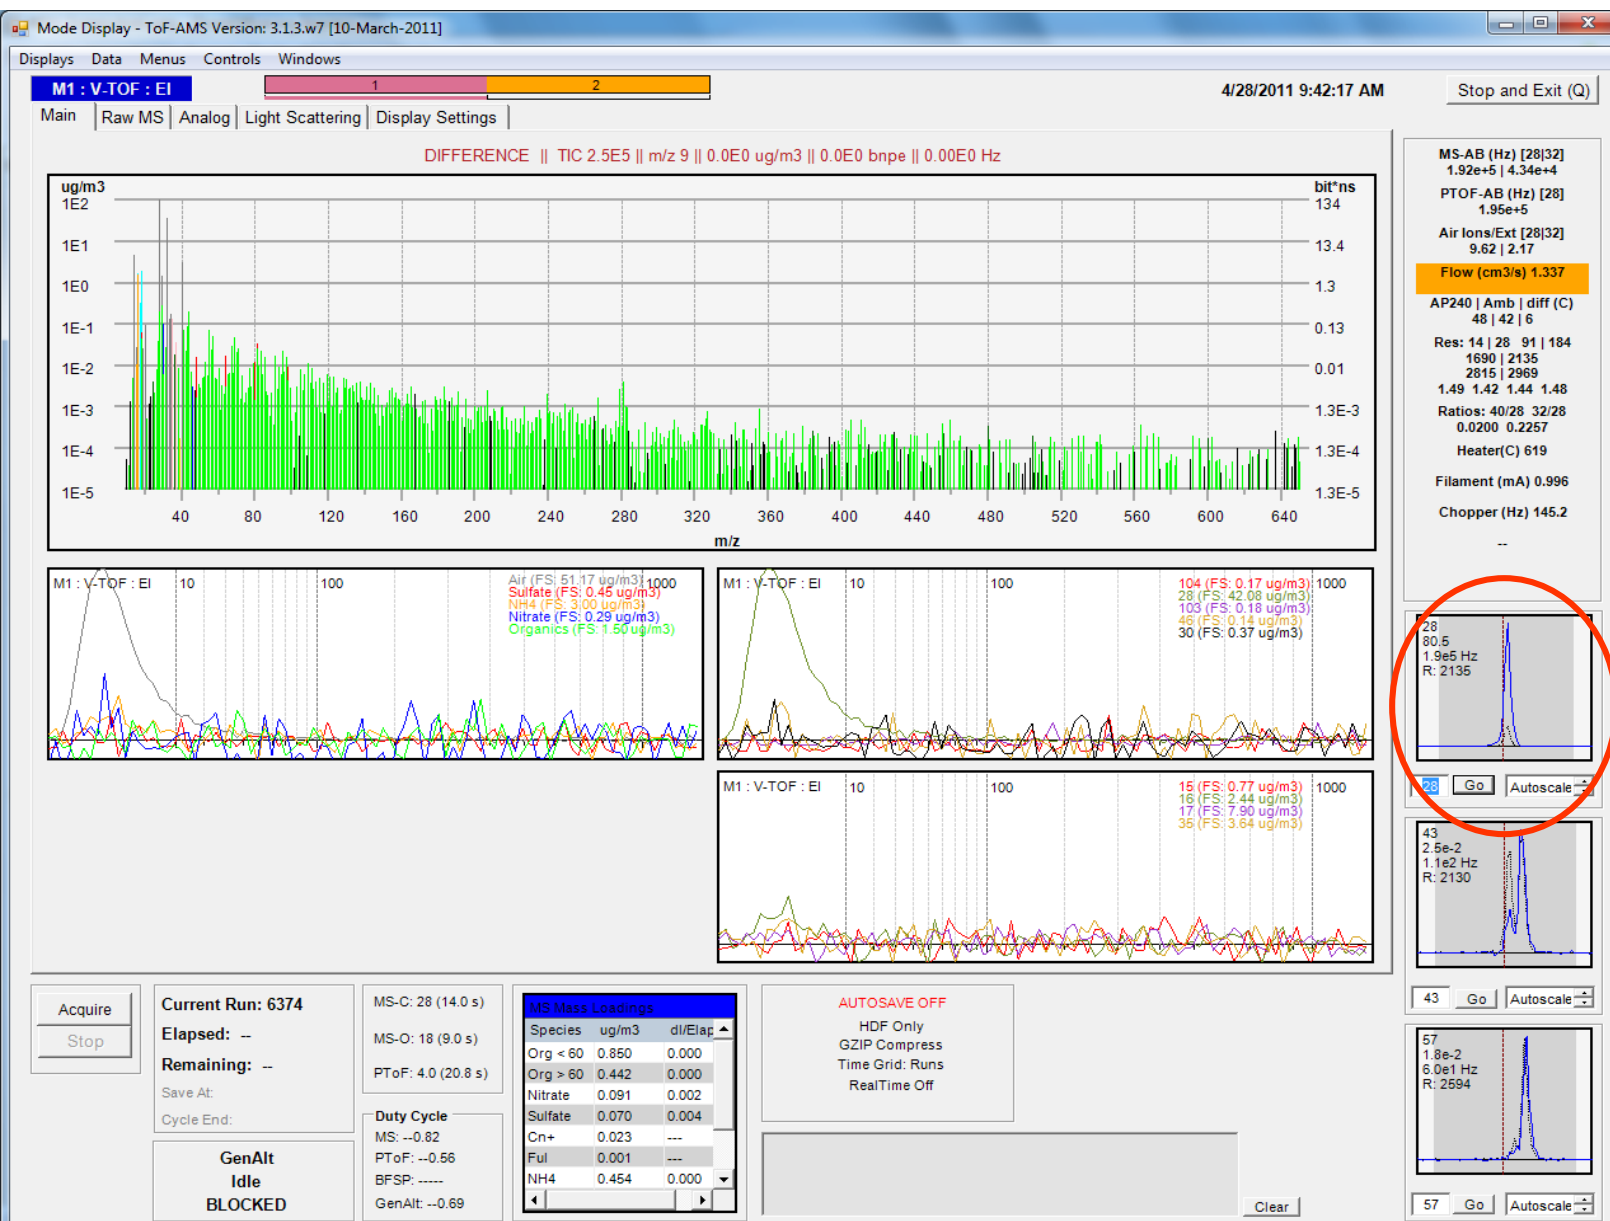 Mode Display - ToF-AMS Version: 3.1.3.w7 [10-March-2011]
Displays Data Menus Controls Windows
M1 : V-TOF : EI
1 2
4/28/2011 9:42:17 AM
Stop and Exit (Q)
Main Raw MS Analog Light Scattering Display Settings
DIFFERENCE || TIC 2.5E5 || m/z 9 || 0.0E0 ug/m3 || 0.0E0 bnpe || 0.00E0 Hz
ug/m3 bit*ns
1E2 134
1E1 13.4
1E0 1.3
1E-1 0.13
1E-2 0.01
1E-3 1.3E-3
1E-4 1.3E-4
1E-5 1.3E-5
40 80 120 160 200 240 280 320 360 400 440 480 520 560 600 640
m/z
MS-AB (Hz) [28|32]
1.92e+5 | 4.34e+4
PTOF-AB (Hz) [28]
1.95e+5
Air Ions/Ext [28|32]
9.62 | 2.17
Flow (cm3/s) 1.337
AP240 | Amb | diff (C)
48 | 42 | 6
Res: 14 | 28 91 | 184
1690 | 2135
2815 | 2969
1.49 1.42 1.44 1.48
Ratios: 40/28 32/28
0.0200 0.2257
Heater(C) 619
Filament (mA) 0.996
Chopper (Hz) 145.2
--
M1 : V-TOF : EI 10 100 1000
Air (FS: 51.17 ug/m3)
Sulfate (FS: 0.45 ug/m3)
NH4 (FS: 3.00 ug/m3)
Nitrate (FS: 0.29 ug/m3)
Organics (FS: 1.50 ug/m3)
M1 : V-TOF : EI 10 100 1000
104 (FS: 0.17 ug/m3)
28 (FS: 42.08 ug/m3)
103 (FS: 0.18 ug/m3)
46 (FS: 0.14 ug/m3)
30 (FS: 0.37 ug/m3)
M1 : V-TOF : EI 10 100 1000
15 (FS: 0.77 ug/m3)
16 (FS: 2.44 ug/m3)
17 (FS: 7.90 ug/m3)
35 (FS: 3.64 ug/m3)
28
80.5
1.9e5 Hz
R: 2135
28 Go Autoscale
43
2.5e-2
1.1e2 Hz
R: 2130
43 Go Autoscale
57
1.8e-2
6.0e1 Hz
R: 2594
57 Go Autoscale
Acquire
Stop
Current Run: 6374
Elapsed: --
Remaining: --
Save At:
Cycle End:
GenAlt
Idle
BLOCKED
MS-C: 28 (14.0 s)
MS-O: 18 (9.0 s)
PToF: 4.0 (20.8 s)
Duty Cycle
MS: --0.82
PToF: --0.56
BFSP: -----
GenAlt: --0.69
MS Mass Loadings
Species ug/m3 dl/Elap
Org < 60 0.850 0.000
Org > 60 0.442 0.000
Nitrate 0.091 0.002
Sulfate 0.070 0.004
Cn+ 0.023 ---
Ful 0.001 ---
NH4 0.454 0.000
AUTOSAVE OFF
HDF Only
GZIP Compress
Time Grid: Runs
RealTime Off
Clear